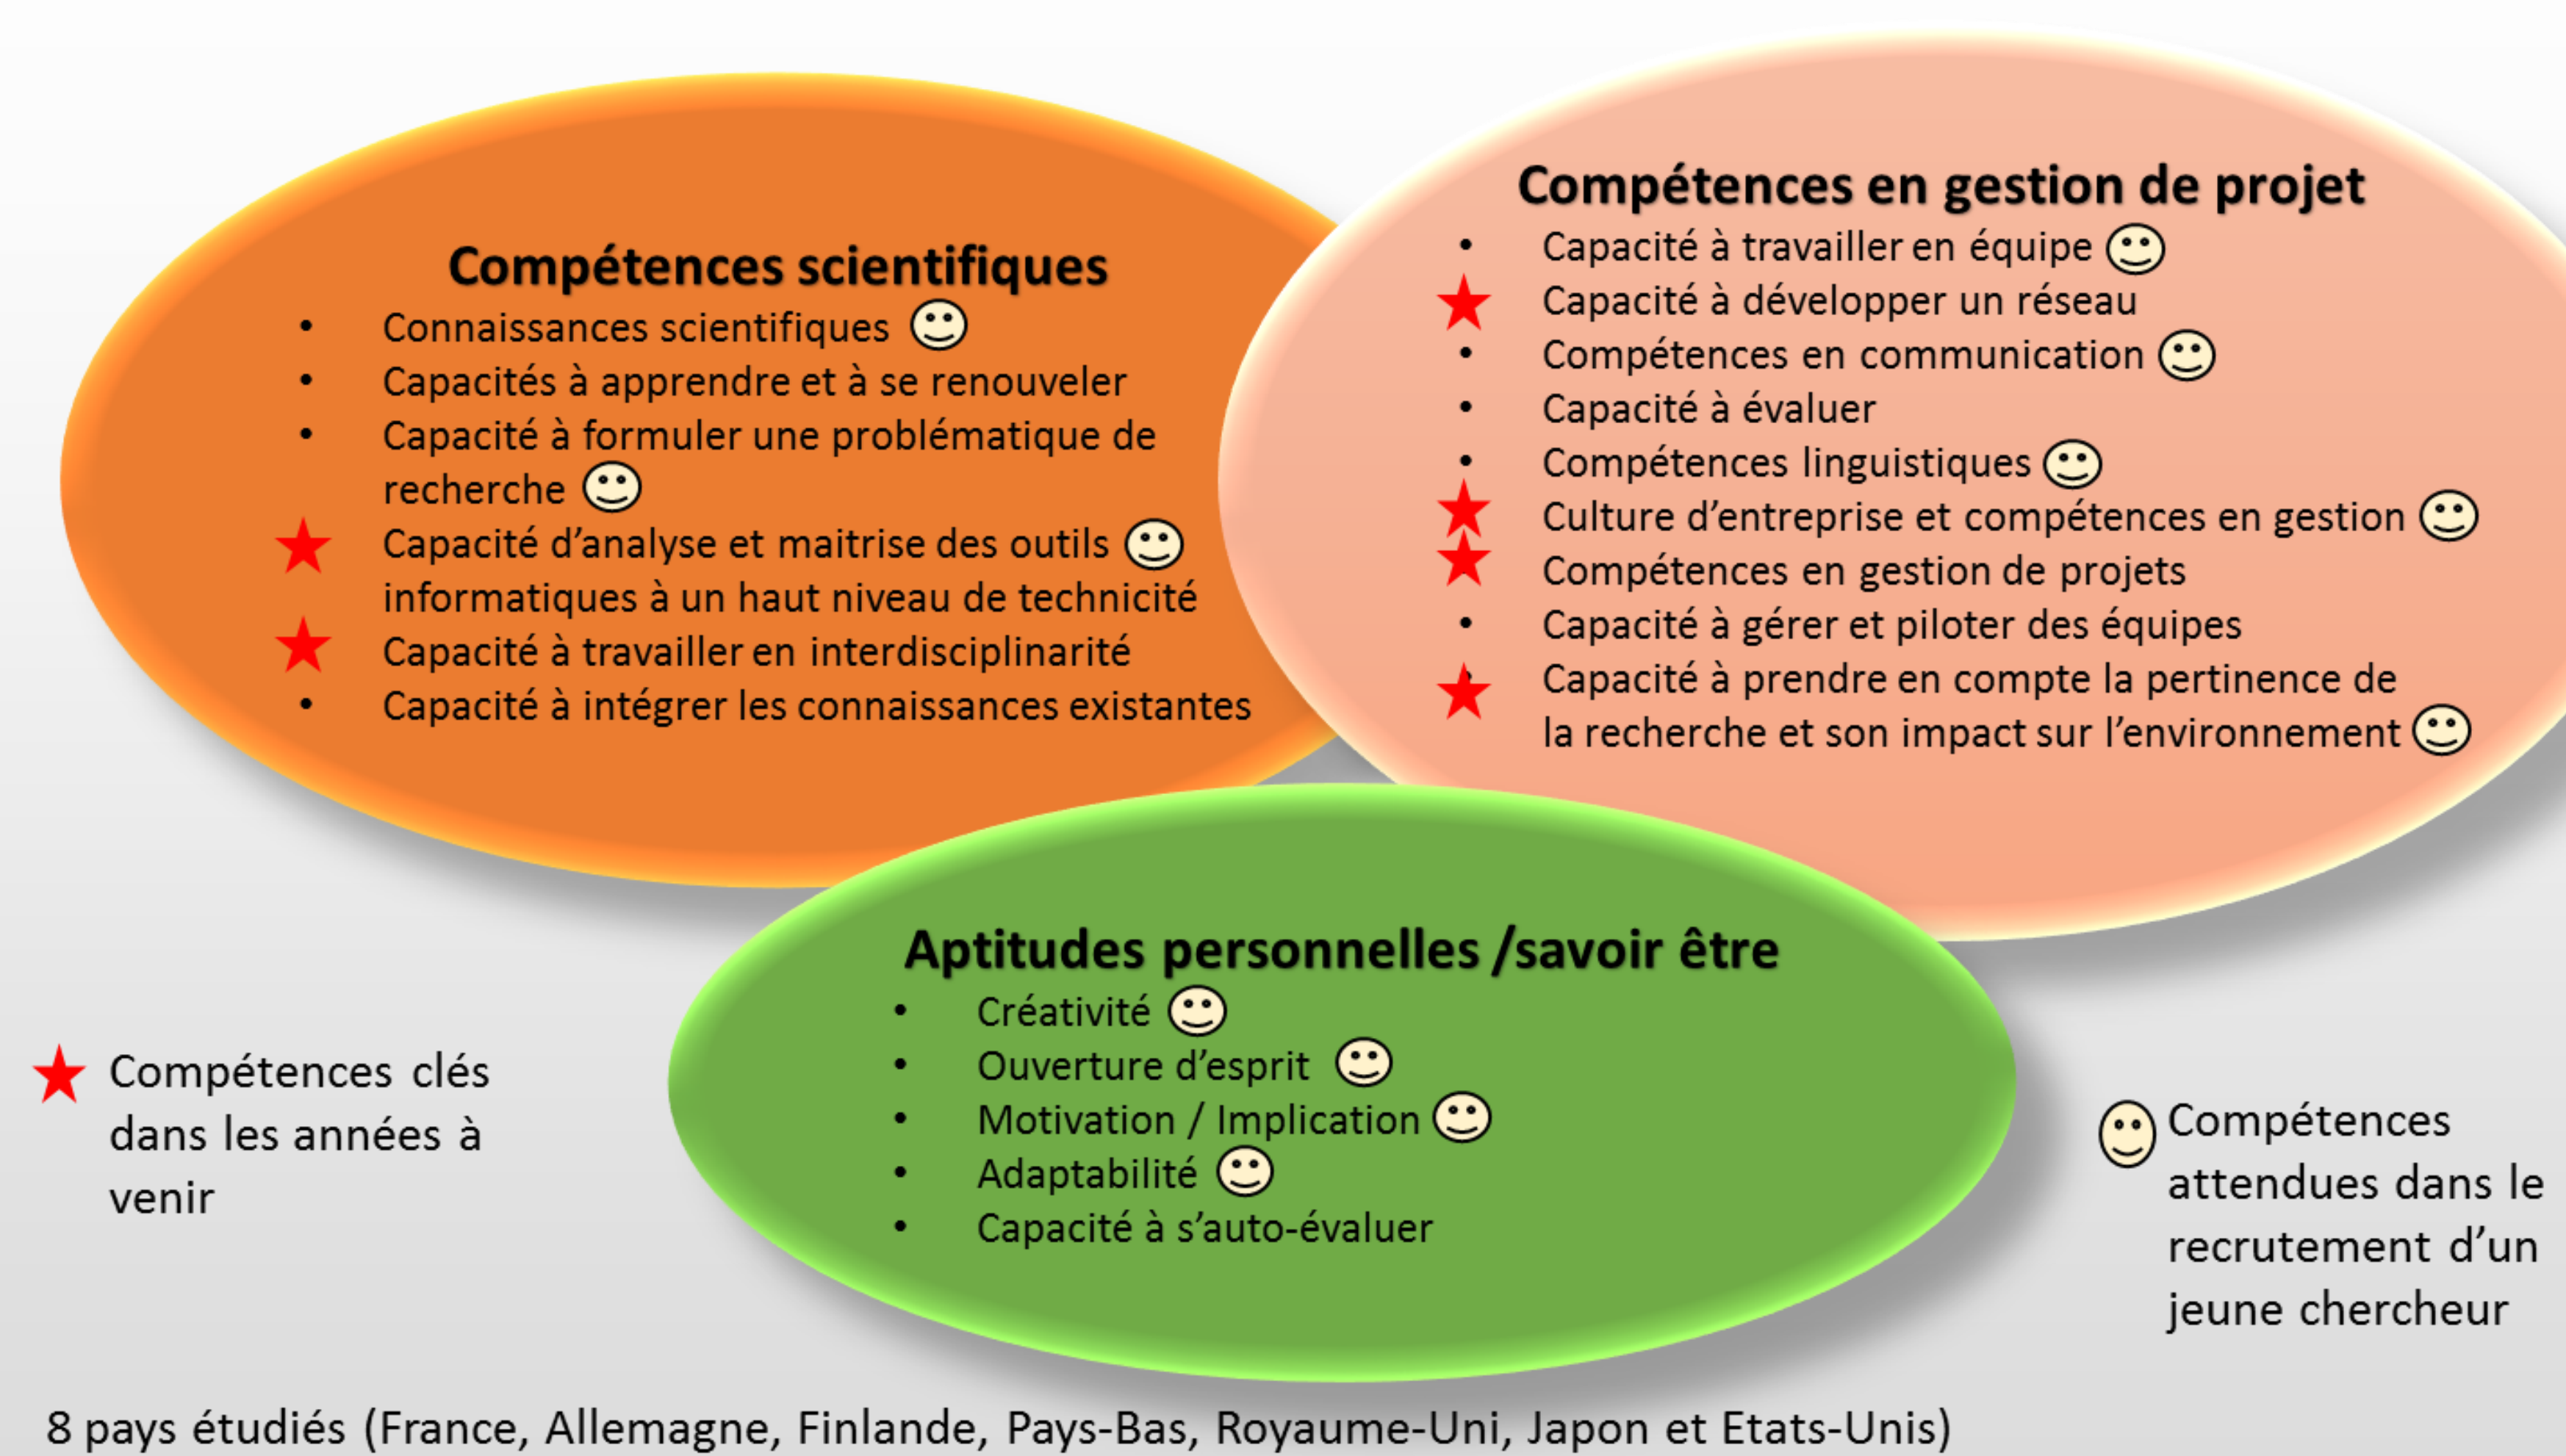 Compétences scientifiques
• Connaissances scientifiques
• Capacités à apprendre et à se renouveler
• Capacité à formuler une problématique de
recherche
Capacité d’analyse et maitrise des outils
informatiques à un haut niveau de technicité
Capacité à travailler en interdisciplinarité
• Capacité à intégrer les connaissances existantes
Compétences en gestion de projet
• Capacité à travailler en équipe
Capacité à développer un réseau
• Compétences en communication
• Capacité à évaluer
• Compétences linguistiques
Culture d’entreprise et compétences en gestion
Compétences en gestion de projets
• Capacité à gérer et piloter des équipes
Capacité à prendre en compte la pertinence de
la recherche et son impact sur l’environnement
Aptitudes personnelles /savoir être
• Créativité
• Ouverture d’esprit
• Motivation / Implication
• Adaptabilité
• Capacité à s’auto-évaluer
Compétences clés
dans les années à
venir
Compétences
attendues dans le
recrutement d’un
jeune chercheur
8 pays étudiés (France, Allemagne, Finlande, Pays-Bas, Royaume-Uni, Japon et Etats-Unis)